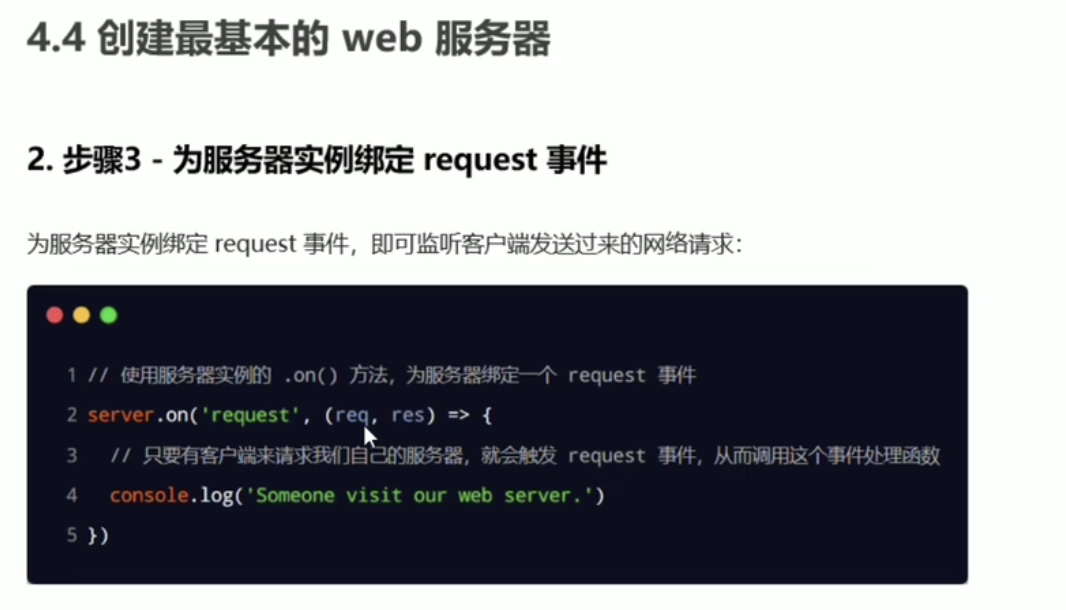 4.4 创建最基本的 web 服务器
2. 步骤3 - 为服务器实例绑定 request 事件
为服务器实例绑定 request 事件，即可监听客户端发送过来的网络请求：
1 // 使用服务器实例的 .on() 方法，为服务器绑定一个 request 事件
2 server.on('request', (req, res) => {
3   // 只要有客户端来请求我们自己的服务器，就会触发 request 事件，从而调用这个事件处理函数
4   console.log('Someone visit our web server.')
5 })